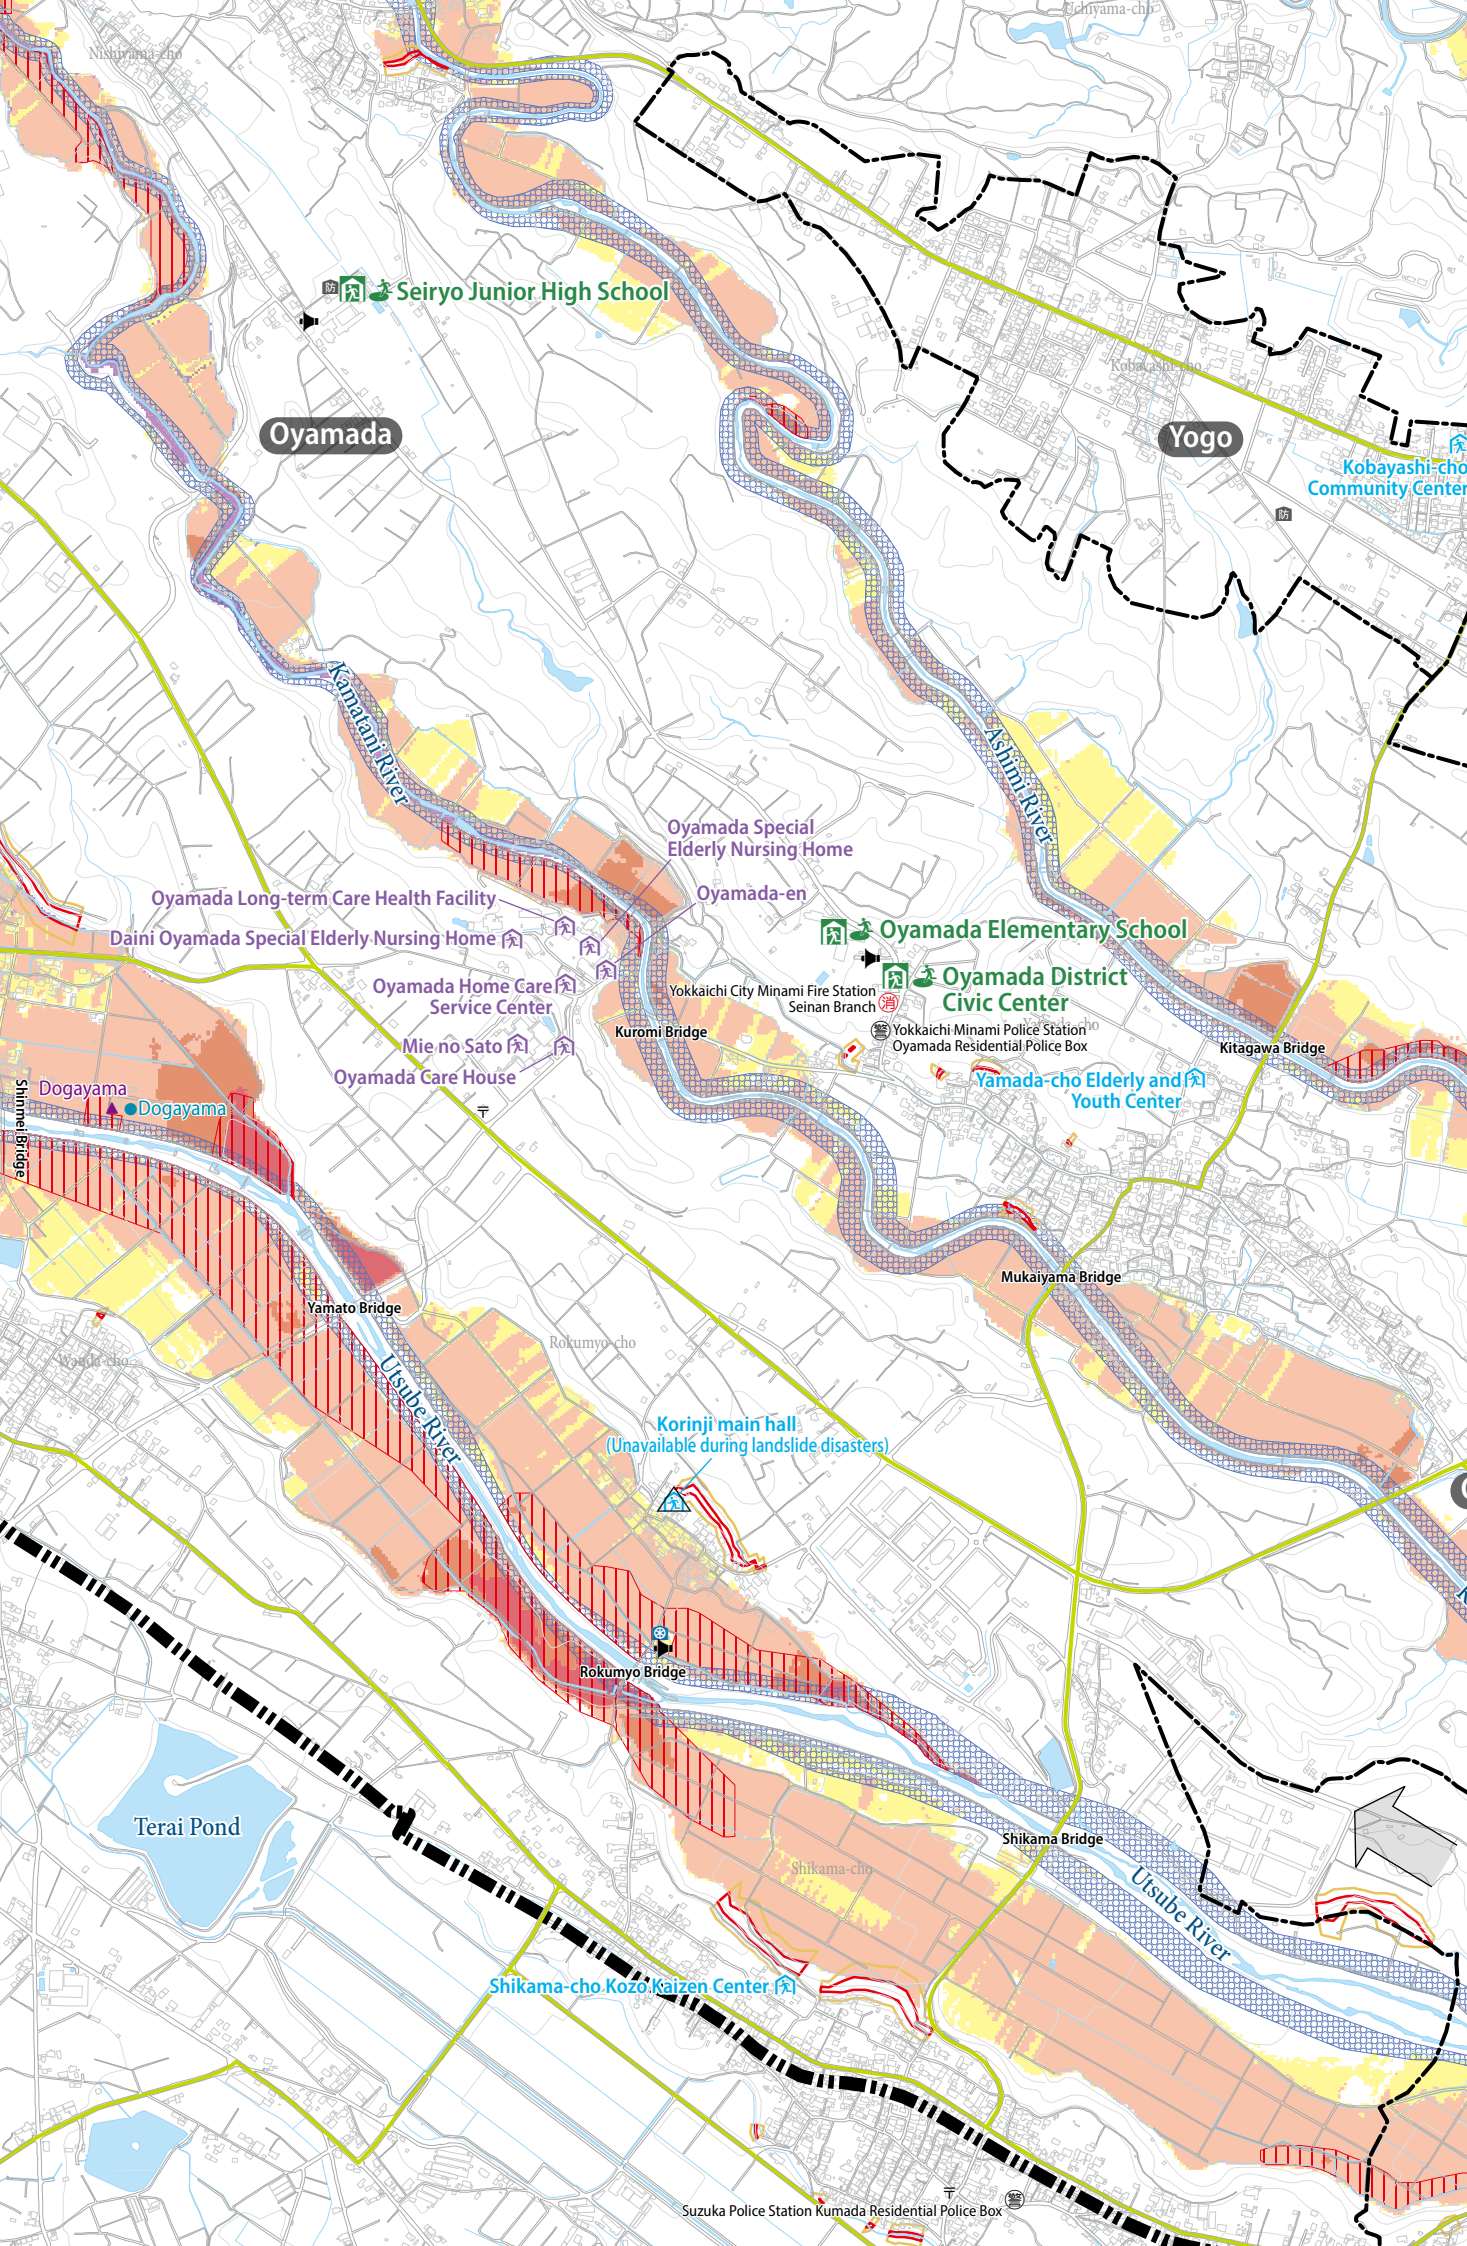 Uchiyama-cho
Nishiyama-cho
防
Seiryo Junior High School
Kobayashi-cho
Oyamada
Yogo
Kobayashi-cho
Community Center
防
Kamatani River
Ashimi River
Oyamada Special
Elderly Nursing Home
Oyamada-en
Oyamada Long-term Care Health Facility
Daini Oyamada Special Elderly Nursing Home
Oyamada Elementary School
Oyamada District
Civic Center
Oyamada Home Care
Service Center
Yokkaichi City Minami Fire Station
Seinan Branch
消
Yokkaichi Minami Police Station
Oyamada Residential Police Box
Kuromi Bridge
Kitagawa Bridge
Mie no Sato
Oyamada Care House
Yamada-cho Elderly and
Youth Center
Shinmei Bridge
Dogayama
Dogayama
〒
Mukaiyama Bridge
Yamato Bridge
Rokumyo-cho
Wanda-cho
Utsube River
Korinji main hall
(Unavailable during landslide disasters)
Rokumyo Bridge
Terai Pond
Shikama Bridge
Shikama-cho
Utsube River
Shikama-cho Kozo Kaizen Center
〒
Suzuka Police Station Kumada Residential Police Box